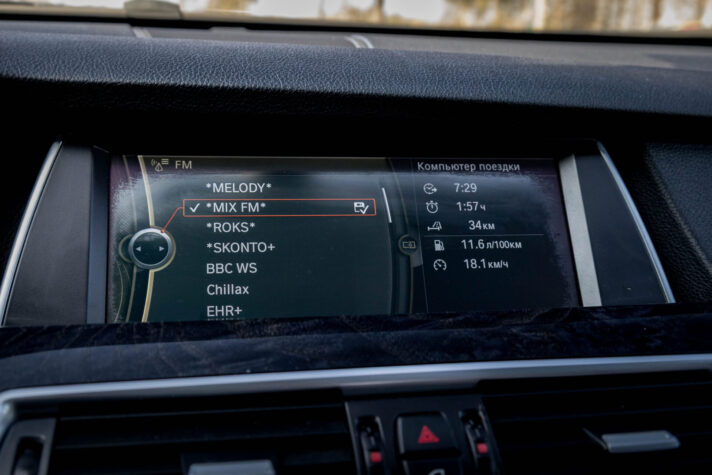 FM
*MELODY*
*MIX FM*
*ROKS*
*SKONTO+
BBC WS
Chillax
EHR+
Компьютер поездки
7:29
1:57ч
34км
11.6 л/100км
18.1км/ч